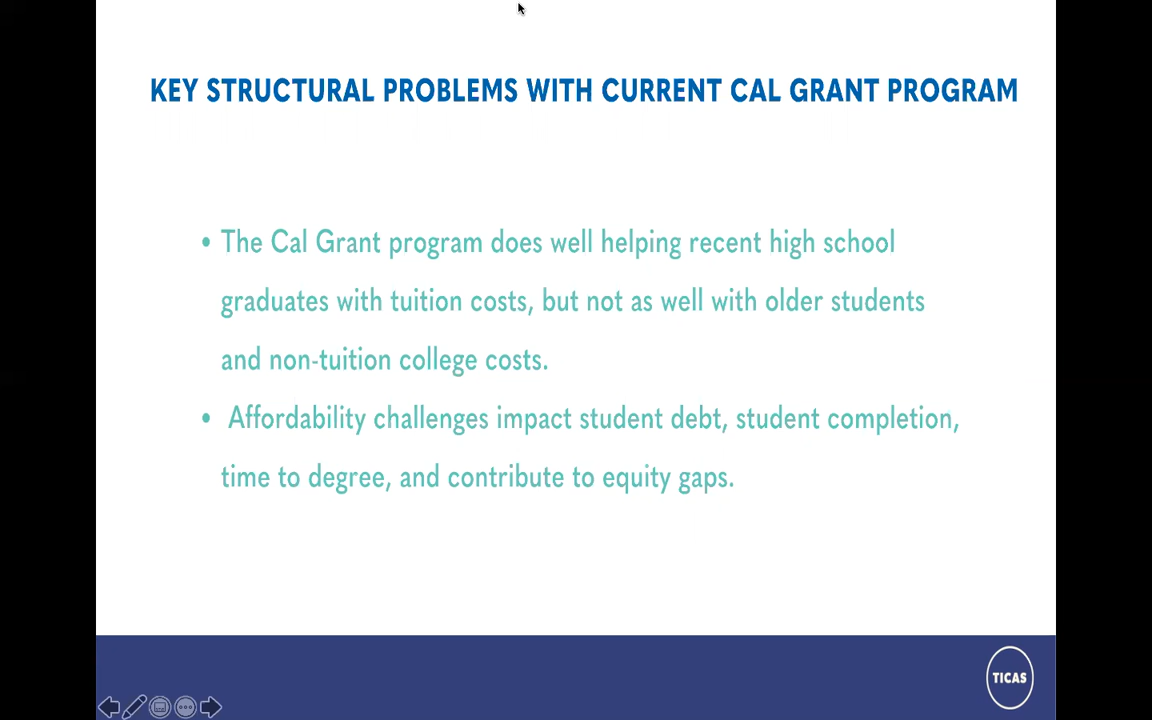 KEY STRUCTURAL PROBLEMS WITH CURRENT CAL GRANT PROGRAM
• The Cal Grant program does well helping recent high school
graduates with tuition costs, but not as well with older students
and non-tuition college costs.
• Affordability challenges impact student debt, student completion,
time to degree, and contribute to equity gaps.
TICAS